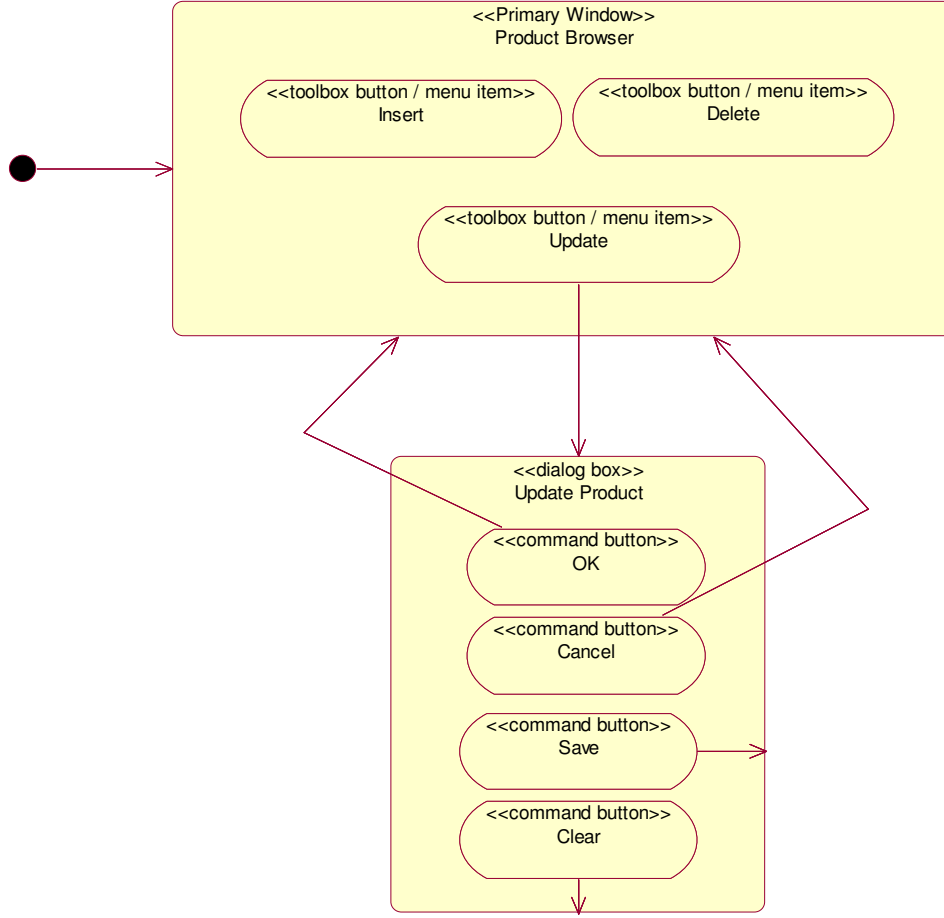 <<Primary Window>>
Product Browser
<<toolbox button / menu item>>
Insert
<<toolbox button / menu item>>
Delete
<<toolbox button / menu item>>
Update
<<dialog box>>
Update Product
<<command button>>
OK
<<command button>>
Cancel
<<command button>>
Save
<<command button>>
Clear